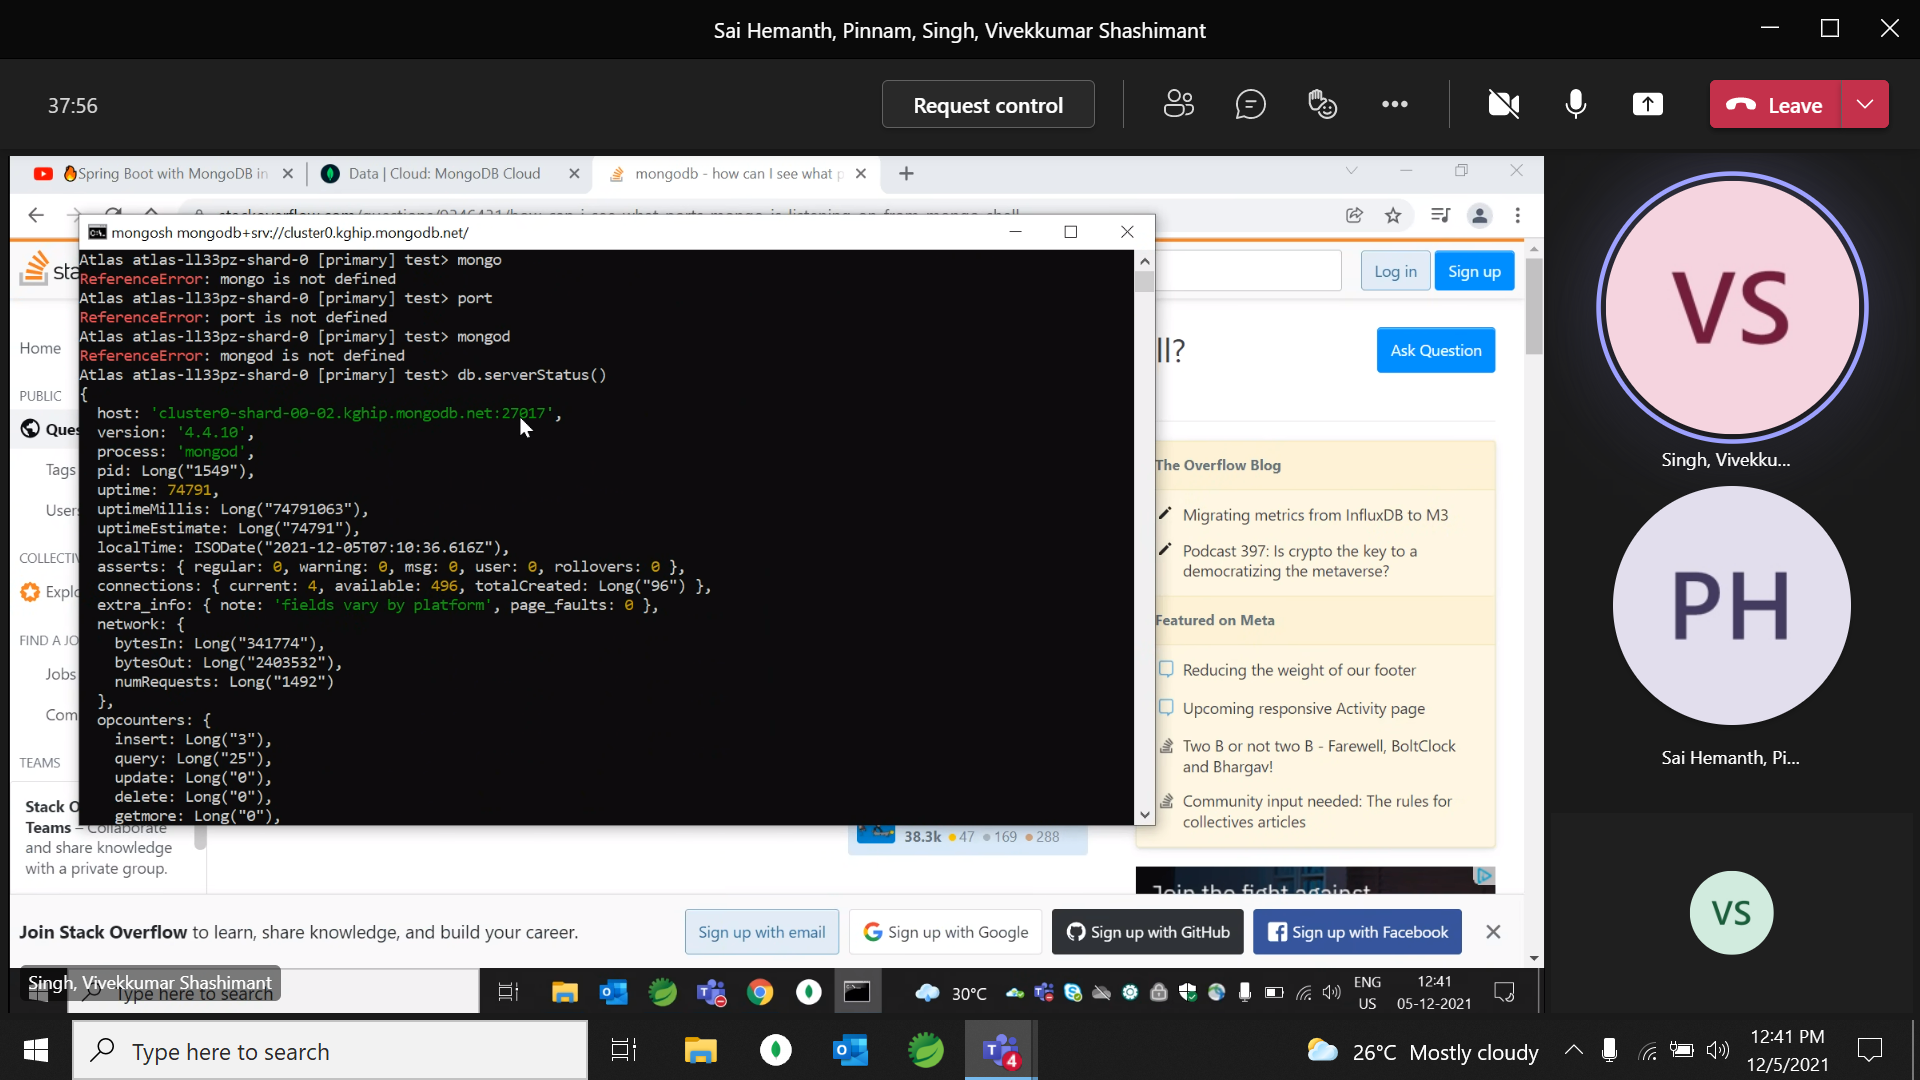 Sai Hemanth, Pinnam, Singh, Vivekkumar Shashimant
37:56
Request control
Leave
Spring Boot with MongoDB in
Data | Cloud: MongoDB Cloud
mongodb - how can I see what p
mongosh mongodb+srv://cluster0.kghip.mongodb.net/
Atlas atlas-ll33pz-shard-0 [primary] test> mongo
ReferenceError: mongo is not defined
Atlas atlas-ll33pz-shard-0 [primary] test> port
ReferenceError: port is not defined
Atlas atlas-ll33pz-shard-0 [primary] test> mongod
ReferenceError: mongod is not defined
Atlas atlas-ll33pz-shard-0 [primary] test> db.serverStatus()
{
host: 'cluster0-shard-00-02.kghip.mongodb.net:27017',
version: '4.4.10',
process: 'mongod',
pid: Long("1549"),
uptime: 74791,
uptimeMillis: Long("74791063"),
uptimeEstimate: Long("74791"),
localTime: ISODate("2021-12-05T07:10:36.616Z"),
asserts: { regular: 0, warning: 0, msg: 0, user: 0, rollovers: 0 },
connections: { current: 4, available: 496, totalCreated: Long("96") },
extra_info: { note: 'fields vary by platform', page_faults: 0 },
network: {
bytesIn: Long("341774"),
bytesOut: Long("2403532"),
numRequests: Long("1492")
},
opcounters: {
insert: Long("3"),
query: Long("25"),
update: Long("0"),
delete: Long("0"),
getmore: Long("0"),
sta
Home
PUBLIC
Ques
Tags
Users
COLLECTIV
Explo
FIND A JO
Jobs
Com
TEAMS
Stack O
Teams – Collaborate
and share knowledge
with a private group.
Log in
Sign up
ll?
Ask Question
The Overflow Blog
Migrating metrics from InfluxDB to M3
Podcast 397: Is crypto the key to a
democratizing the metaverse?
Featured on Meta
Reducing the weight of our footer
Upcoming responsive Activity page
Two B or not two B - Farewell, BoltClock
and Bhargav!
Community input needed: The rules for
collectives articles
38.3k 47 169 288
Join the fight against
Join Stack Overflow to learn, share knowledge, and build your career.
Sign up with email
Sign up with Google
Sign up with GitHub
Sign up with Facebook
Singh, Vivekkumar Shashimant
Type here to search
30°C
ENG
US
12:41
05-12-2021
VS
Singh, Vivekku...
PH
Sai Hemanth, Pi...
VS
Type here to search
4
26°C Mostly cloudy
12:41 PM
12/5/2021